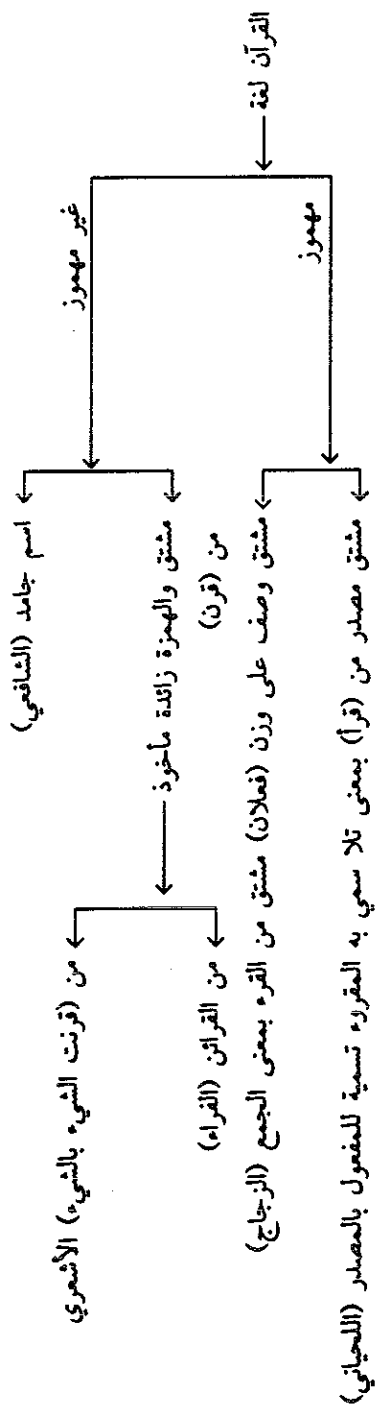 القرآن لغة
مهموز
مشتق مصدر من (قرأ) بمعنى تلا سمي به المقروء تسمية للمفعول بالمصدر (اللحياني)
مشتق وصف على وزن (فعلان) مشتق من القرء بمعنى الجمع (الزجاج)
غير مهموز
مشتق والهمزة زائدة مأخوذ
من (قرن)
من القرائن (الفراء)
من (قرنت الشيء بالشيء) الأشعري
اسم جامد (الشافعي)